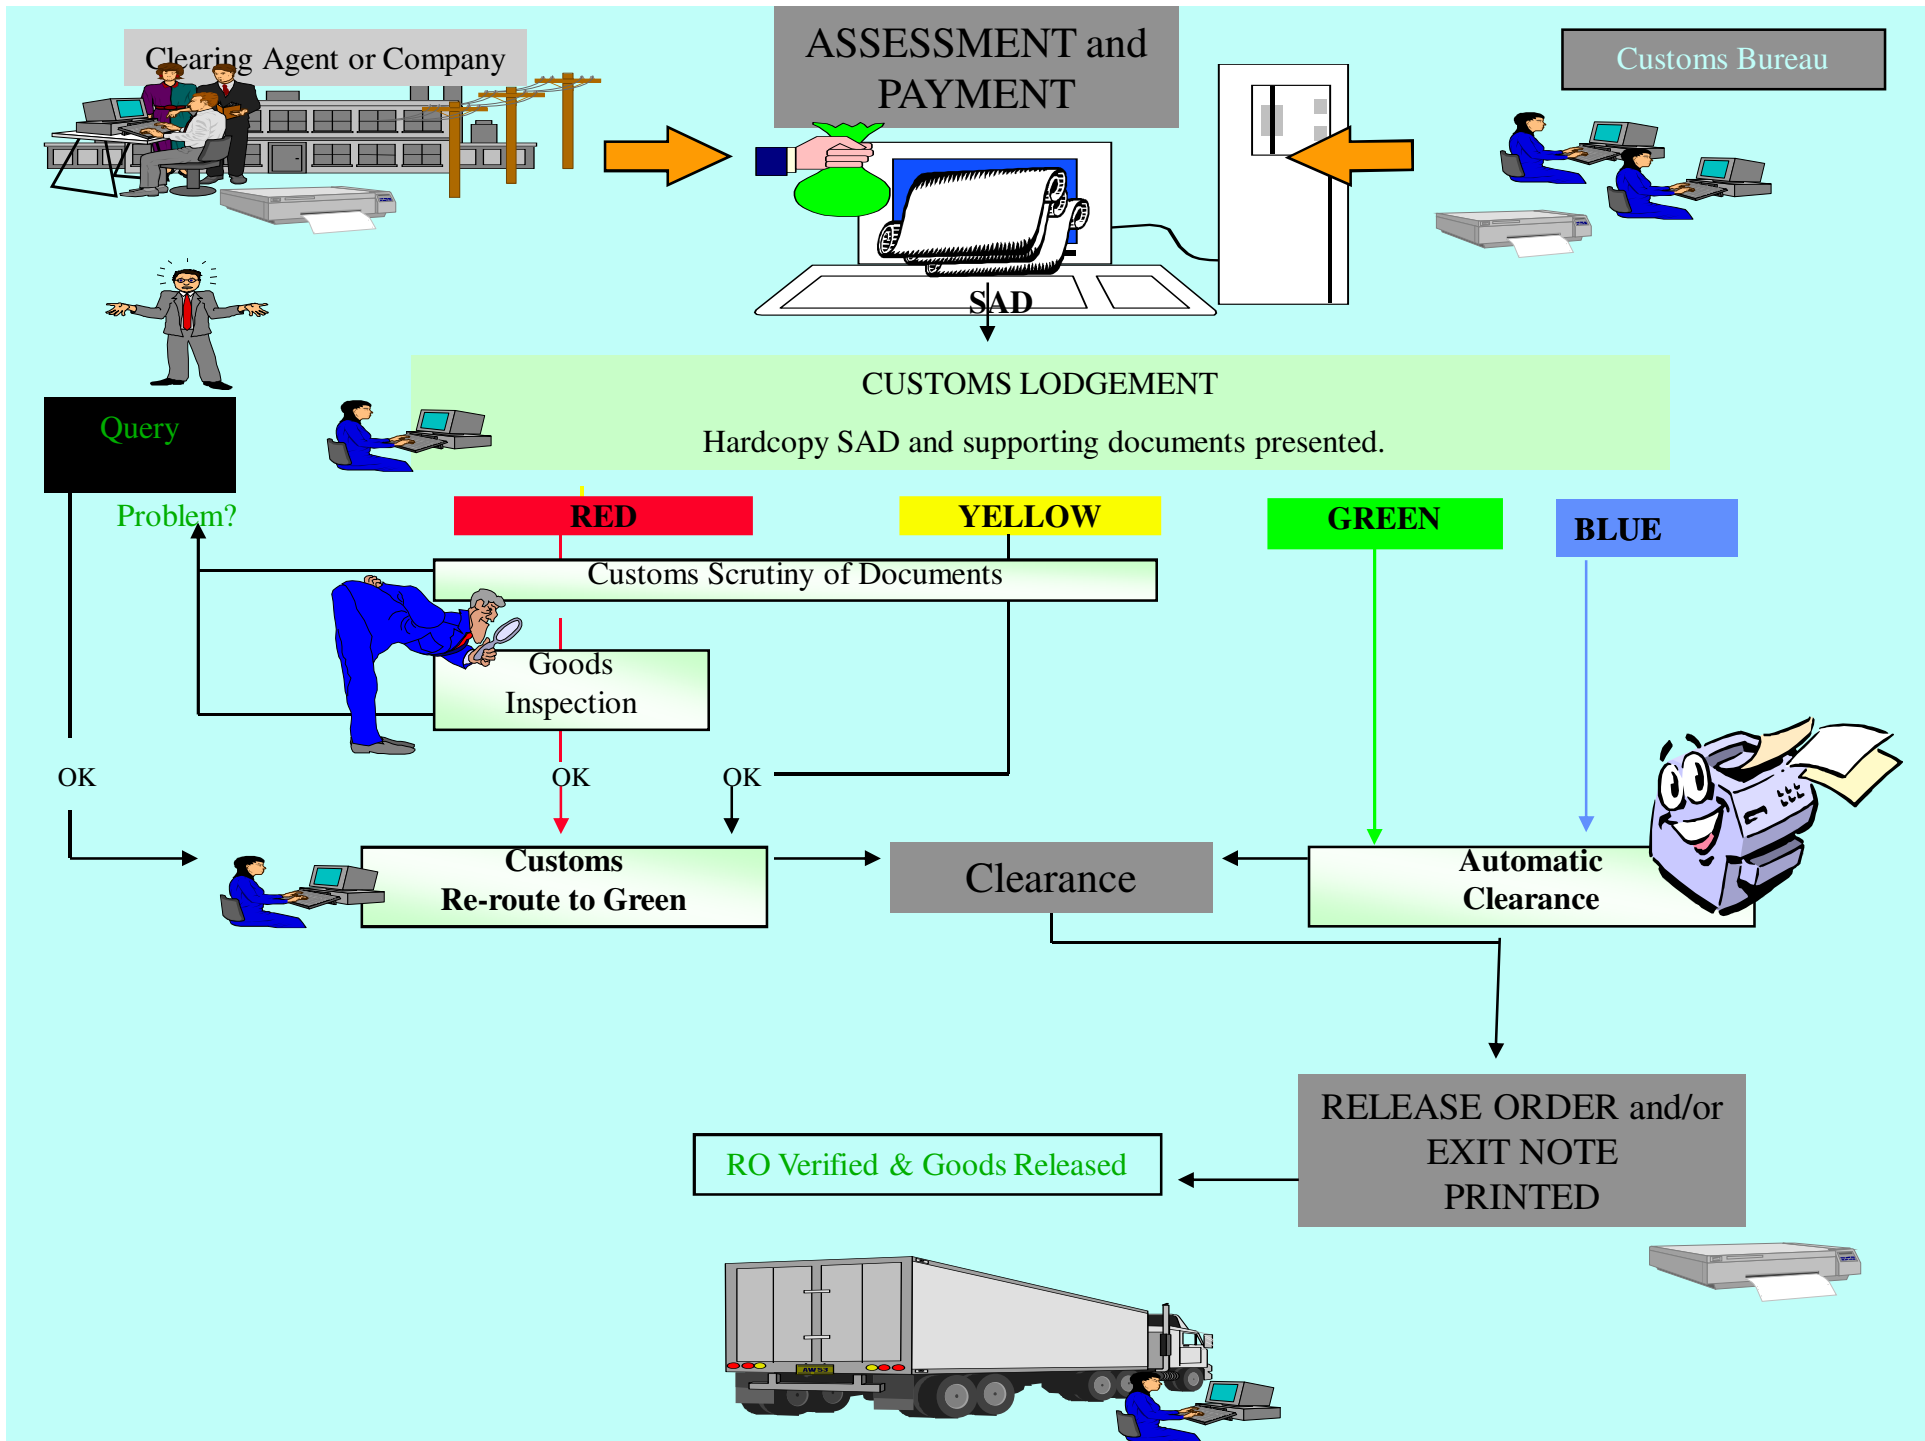 Clearing Agent or Company
ASSESSMENT and
PAYMENT
Customs Bureau
SAD
CUSTOMS LODGEMENT
Hardcopy SAD and supporting documents presented.
Query
Problem?
RED
YELLOW
GREEN
BLUE
Customs Scrutiny of Documents
Goods
Inspection
OK
OK
OK
Customs
Re-route to Green
Clearance
Automatic
Clearance
RELEASE ORDER and/or
EXIT NOTE
PRINTED
RO Verified & Goods Released
AW53